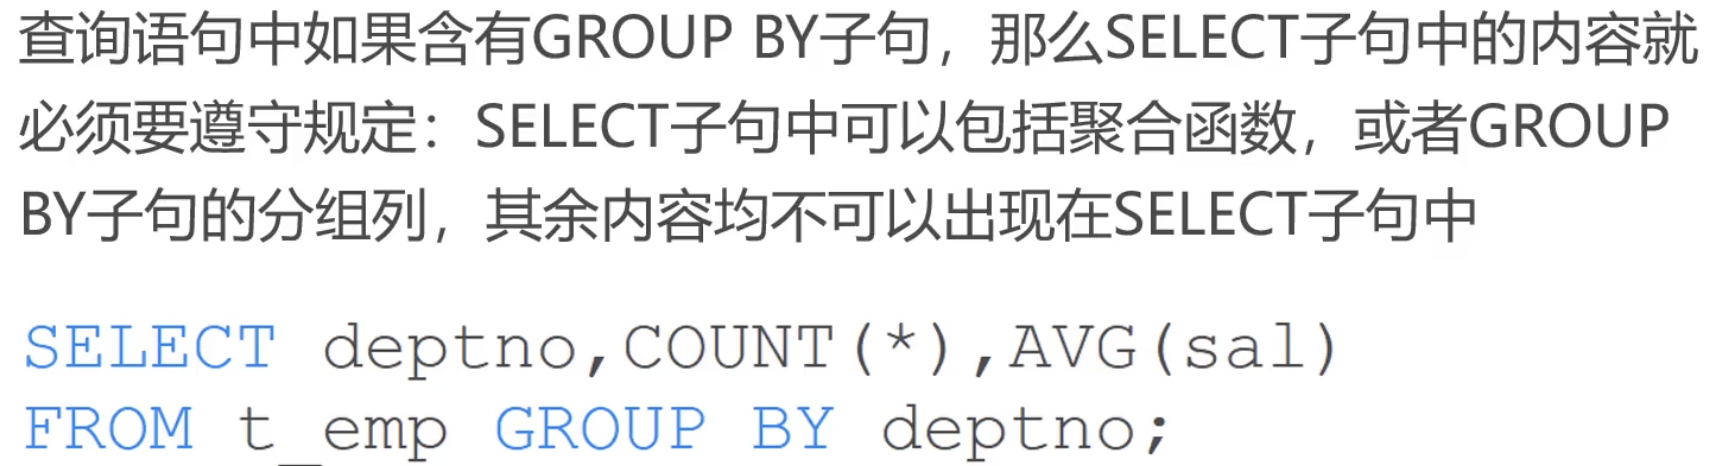 查询语句中如果含有GROUP BY子句，那么SELECT子句中的内容就
必须要遵守规定：SELECT子句中可以包括聚合函数，或者GROUP
BY子句的分组列，其余内容均不可以出现在SELECT子句中
SELECT deptno,COUNT(*),AVG(sal)
FROM t_emp GROUP BY deptno;